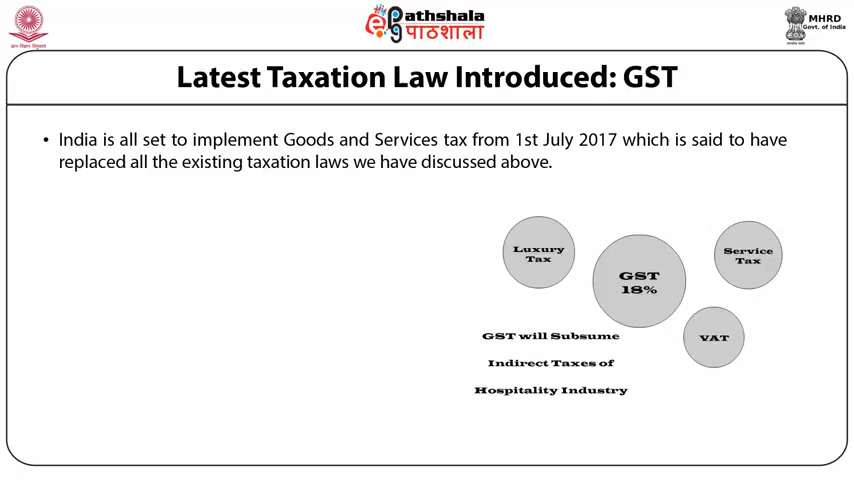 ePathshala
पाठशाला
MHRD
Govt. of India
Latest Taxation Law Introduced: GST
• India is all set to implement Goods and Services tax from 1st July 2017 which is said to have
replaced all the existing taxation laws we have discussed above.
Luxury
Tax
GST
18%
Service
Tax
VAT
GST will Subsume
Indirect Taxes of
Hospitality Industry